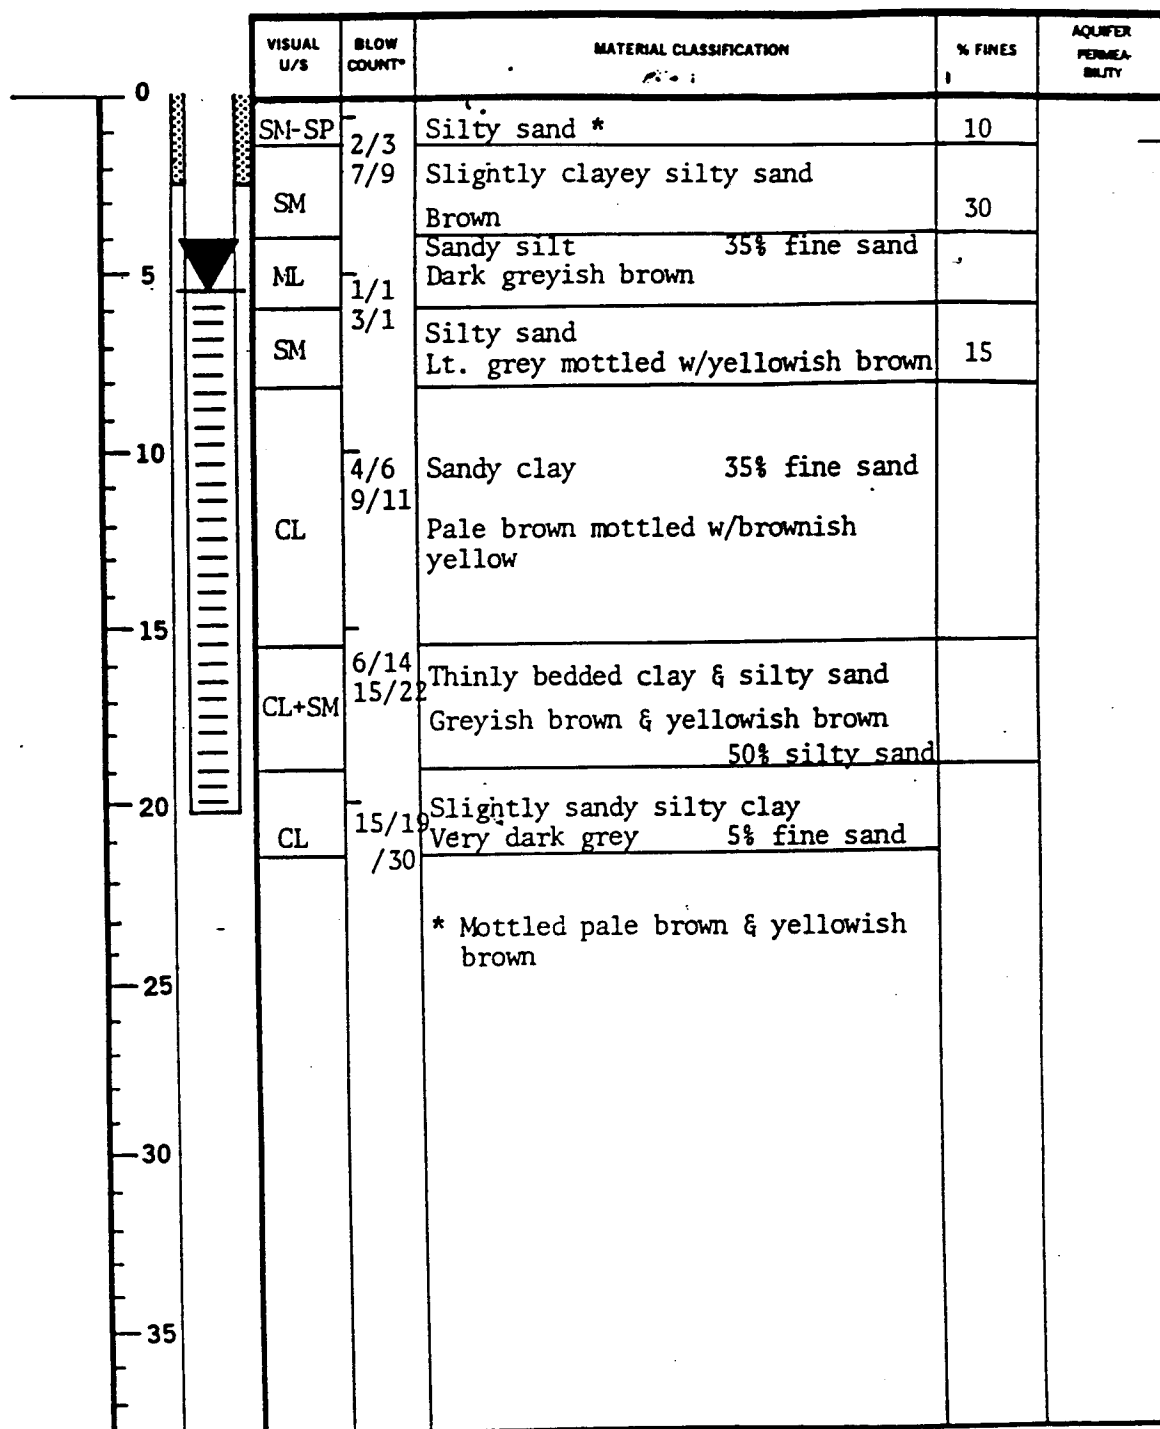 VISUAL U/S BLOW COUNT* MATERIAL CLASSIFICATION % FINES AQUIFER PERMEA- BILITY
0
SM-SP 2/3 Silty sand * 10
7/9 Slightly clayey silty sand
SM Brown 30
Sandy silt 35% fine sand
5 ML 1/1 Dark greyish brown
3/1 Silty sand
SM Lt. grey mottled w/yellowish brown 15
10 4/6 Sandy clay 35% fine sand
9/11
CL Pale brown mottled w/brownish
yellow
15
6/14 Thinly bedded clay & silty sand
15/22
CL+SM Greyish brown & yellowish brown
50% silty sand
20 Slightly sandy silty clay
15/19
CL Very dark grey 5% fine sand
/30
* Mottled pale brown & yellowish
brown
25
30
35